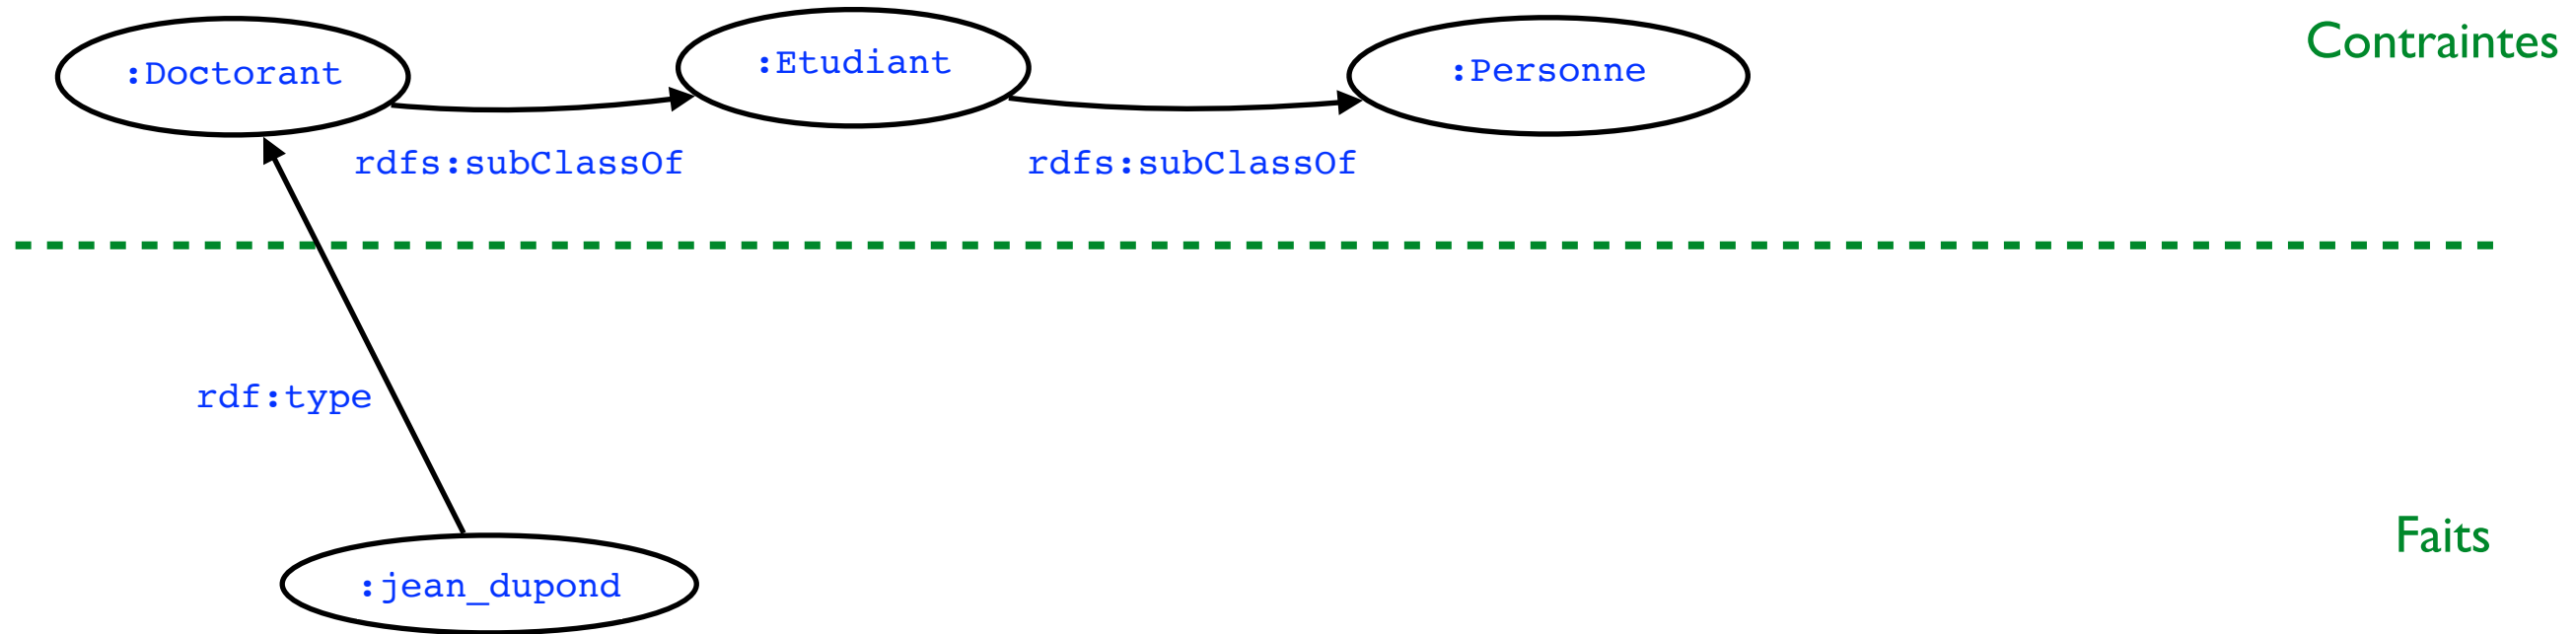 Contraintes
:Doctorant
:Etudiant
:Personne
rdfs:subClassOf
rdfs:subClassOf
rdf:type
Faits
:jean_dupond